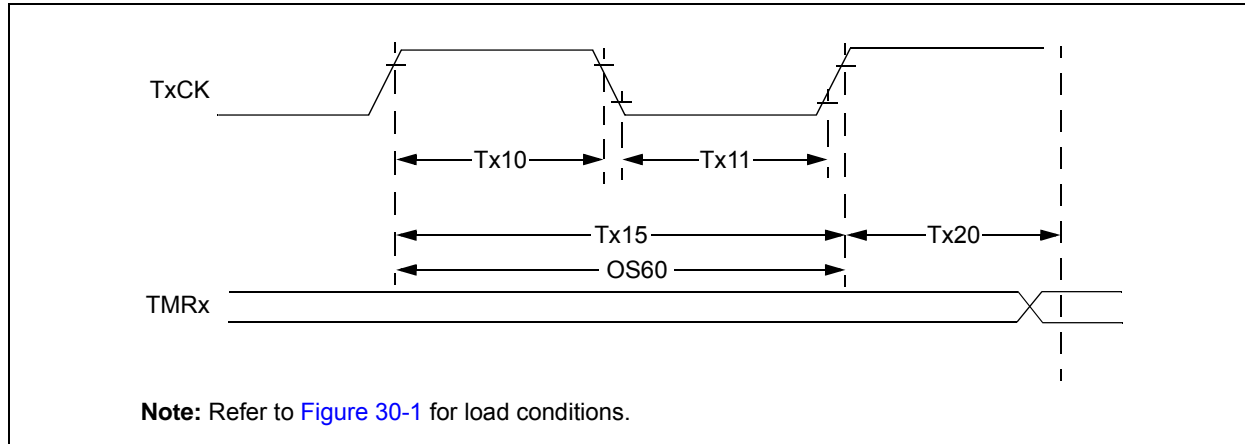 TxCK
Tx10
Tx11
Tx15
Tx20
OS60
TMRx
Note: Refer to Figure 30-1 for load conditions.